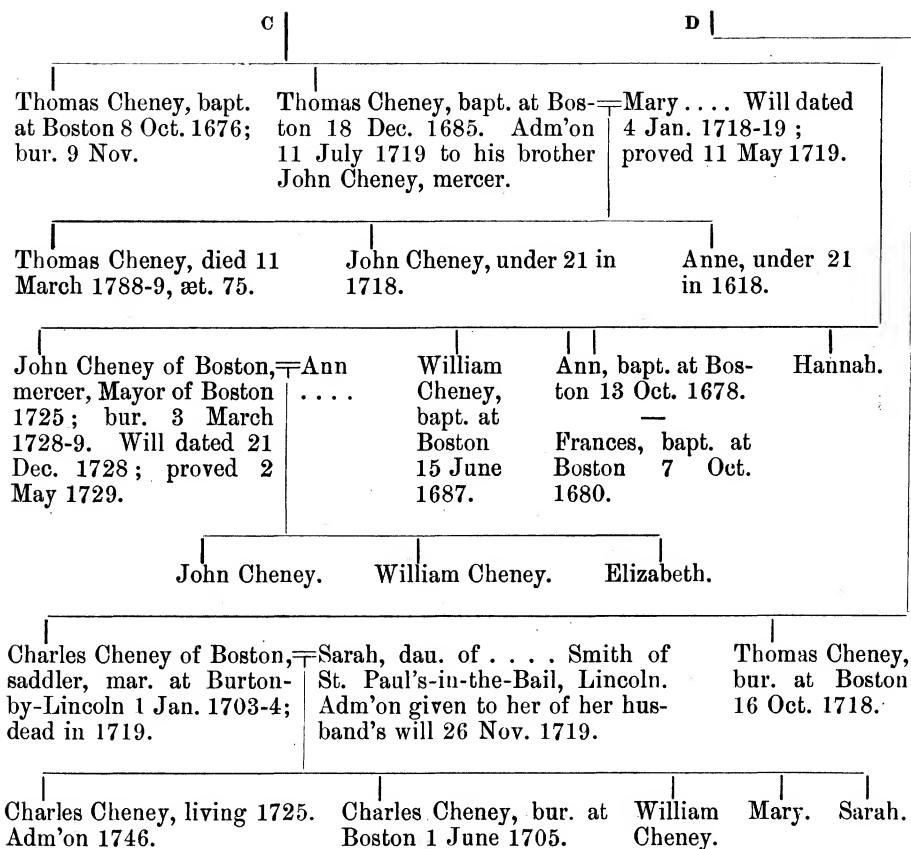 C D
Thomas Cheney, bapt.
at Boston 8 Oct. 1676;
bur. 9 Nov.
Thomas Cheney, bapt. at Bos-
ton 18 Dec. 1685. Adm'on
11 July 1719 to his brother
John Cheney, mercer.
Mary . . . . Will dated
4 Jan. 1718-19 ;
proved 11 May 1719.
Thomas Cheney, died 11
March 1788-9, æt. 75.
John Cheney, under 21 in
1718.
Anne, under 21
in 1618.
John Cheney of Boston,
mercer, Mayor of Boston
1725 ; bur. 3 March
1728-9. Will dated 21
Dec. 1728 ; proved 2
May 1729.
Ann
. . . .
William
Cheney,
bapt. at
Boston
15 June
1687.
Ann, bapt. at Bos-
ton 13 Oct. 1678.
—
Frances, bapt. at
Boston 7 Oct.
1680.
Hannah.
John Cheney. William Cheney. Elizabeth.
Charles Cheney of Boston,
saddler, mar. at Burton-
by-Lincoln 1 Jan. 1703-4;
dead in 1719.
Sarah, dau. of . . . . Smith of
St. Paul's-in-the-Bail, Lincoln.
Adm'on given to her of her hus-
band's will 26 Nov. 1719.
Thomas Cheney,
bur. at Boston
16 Oct. 1718.
Charles Cheney, living 1725.
Adm'on 1746.
Charles Cheney, bur. at
Boston 1 June 1705.
William
Cheney.
Mary.
Sarah.